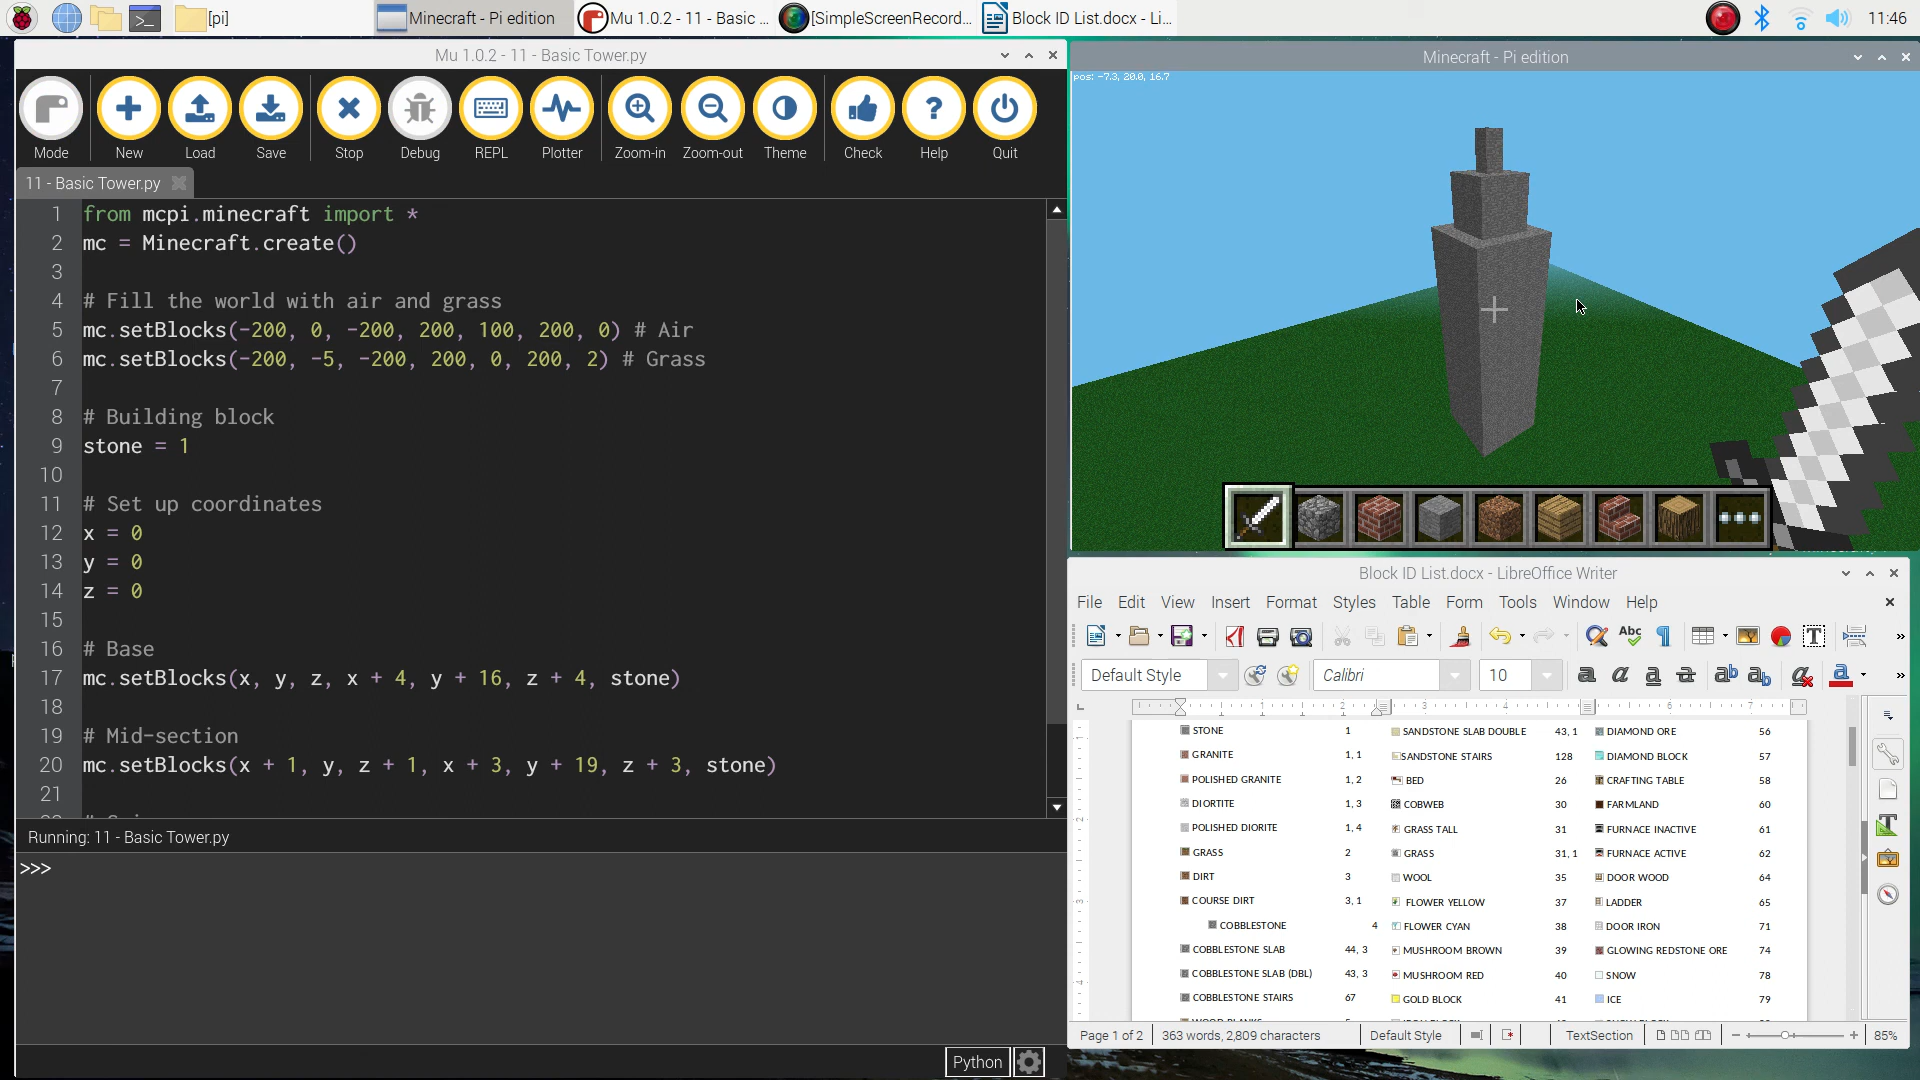 [pi]
Minecraft - Pi edition
Mu 1.0.2 - 11 - Basic ...
[SimpleScreenRecord...
Block ID List.docx - Li...
11:46
Mu 1.0.2 - 11 - Basic Tower.py
Mode New Load Save Stop Debug REPL Plotter Zoom-in Zoom-out Theme Check Help Quit
11 - Basic Tower.py
1 from mcpi.minecraft import *
2 mc = Minecraft.create()
3
4 # Fill the world with air and grass
5 mc.setBlocks(-200, 0, -200, 200, 100, 200, 0) # Air
6 mc.setBlocks(-200, -5, -200, 200, 0, 200, 2) # Grass
7
8 # Building block
9 stone = 1
10
11 # Set up coordinates
12 x = 0
13 y = 0
14 z = 0
15
16 # Base
17 mc.setBlocks(x, y, z, x + 4, y + 16, z + 4, stone)
18
19 # Mid-section
20 mc.setBlocks(x + 1, y, z + 1, x + 3, y + 19, z + 3, stone)
21
Running: 11 - Basic Tower.py
>>>
Python
Minecraft - Pi edition
pos: -7.3, 20.0, 16.7
Block ID List.docx - LibreOffice Writer
File Edit View Insert Format Styles Table Form Tools Window Help
Default Style Calibri 10
STONE 1 SANDSTONE SLAB DOUBLE 43, 1 DIAMOND ORE 56
GRANITE 1, 1 SANDSTONE STAIRS 128 DIAMOND BLOCK 57
POLISHED GRANITE 1, 2 BED 26 CRAFTING TABLE 58
DIORTITE 1, 3 COBWEB 30 FARMLAND 60
POLISHED DIORITE 1, 4 GRASS TALL 31 FURNACE INACTIVE 61
GRASS 2 GRASS 31, 1 FURNACE ACTIVE 62
DIRT 3 WOOL 35 DOOR WOOD 64
COURSE DIRT 3, 1 FLOWER YELLOW 37 LADDER 65
COBBLESTONE 4 FLOWER CYAN 38 DOOR IRON 71
COBBLESTONE SLAB 44, 3 MUSHROOM BROWN 39 GLOWING REDSTONE ORE 74
COBBLESTONE SLAB (DBL) 43, 3 MUSHROOM RED 40 SNOW 78
COBBLESTONE STAIRS 67 GOLD BLOCK 41 ICE 79
Page 1 of 2 363 words, 2,809 characters Default Style TextSection 85%